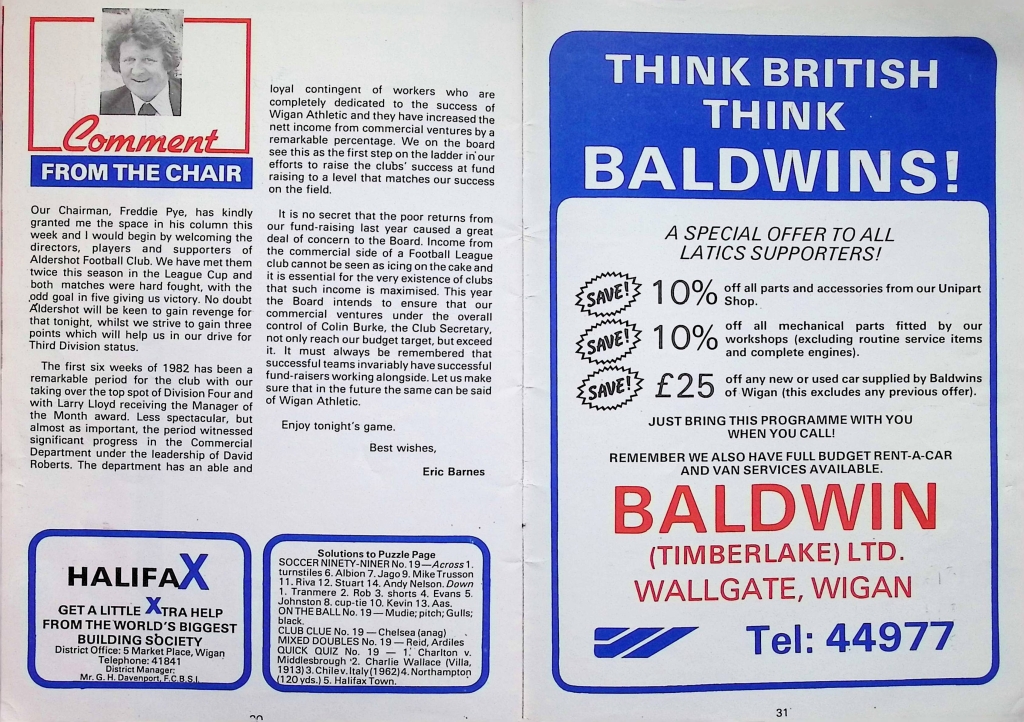 Comment
FROM THE CHAIR
Our Chairman, Freddie Pye, has kindly
granted me the space in his column this
week and I would begin by welcoming the
directors, players and supporters of
Aldershot Football Club. We have met them
twice this season in the League Cup and
both matches were hard fought, with the
odd goal in five giving us victory. No doubt
Aldershot will be keen to gain revenge for
that tonight, whilst we strive to gain three
points which will help us in our drive for
Third Division status.
The first six weeks of 1982 has been a
remarkable period for the club with our
taking over the top spot of Division Four and
with Larry Lloyd receiving the Manager of
the Month award. Less spectacular, but
almost as important, the period witnessed
significant progress in the Commercial
Department under the leadership of David
Roberts. The department has an able and
loyal contingent of workers who are
completely dedicated to the success of
Wigan Athletic and they have increased the
nett income from commercial ventures by a
remarkable percentage. We on the board
see this as the first step on the ladder in our
efforts to raise the clubs' success at fund
raising to a level that matches our success
on the field.
It is no secret that the poor returns from
our fund-raising last year caused a great
deal of concern to the Board. Income from
the commercial side of a Football League
club cannot be seen as icing on the cake and
it is essential for the very existence of clubs
that such income is maximised. This year
the Board intends to ensure that our
commercial ventures under the overall
control of Colin Burke, the Club Secretary,
not only reach our budget target, but exceed
it. It must always be remembered that
successful teams invariably have successful
fund-raisers working alongside. Let us make
sure that in the future the same can be said
of Wigan Athletic.
Enjoy tonight's game.
Best wishes,
Eric Barnes
HALIFAX
GET A LITTLE XTRA HELP
FROM THE WORLD'S BIGGEST
BUILDING SOCIETY
District Office: 5 Market Place, Wigan
Telephone: 41841
District Manager:
Mr. G. H. Davenport, F.C.B.S.I.
Solutions to Puzzle Page
SOCCER NINETY-NINER No. 19—Across 1.
turnstiles 6. Albion 7. Jago 9. Mike Trusson
11. Riva 12. Stuart 14. Andy Nelson. Down
1. Tranmere 2. Rob 3. shorts 4. Evans 5.
Johnston 8. cup-tie 10. Kevin 13. Aas.
ON THE BALL No. 19 — Mudie; pitch; Gulls;
black.
CLUB CLUE No. 19 — Chelsea (anag)
MIXED DOUBLES No. 19 — Reid, Ardiles
QUICK QUIZ No. 19 — 1. Charlton v.
Middlesbrough 2. Charlie Wallace (Villa,
1913) 3. Chile v. Italy (1962) 4. Northampton
(120 yds.) 5. Halifax Town.
THINK BRITISH
THINK
BALDWINS!
A SPECIAL OFFER TO ALL
LATICS SUPPORTERS!
SAVE! 10% off all parts and accessories from our Unipart
Shop.
SAVE! 10% off all mechanical parts fitted by our
workshops (excluding routine service items
and complete engines).
SAVE! £25 off any new or used car supplied by Baldwins
of Wigan (this excludes any previous offer).
JUST BRING THIS PROGRAMME WITH YOU
WHEN YOU CALL!
REMEMBER WE ALSO HAVE FULL BUDGET RENT-A-CAR
AND VAN SERVICES AVAILABLE.
BALDWIN
(TIMBERLAKE) LTD.
WALLGATE, WIGAN
Tel: 44977
31